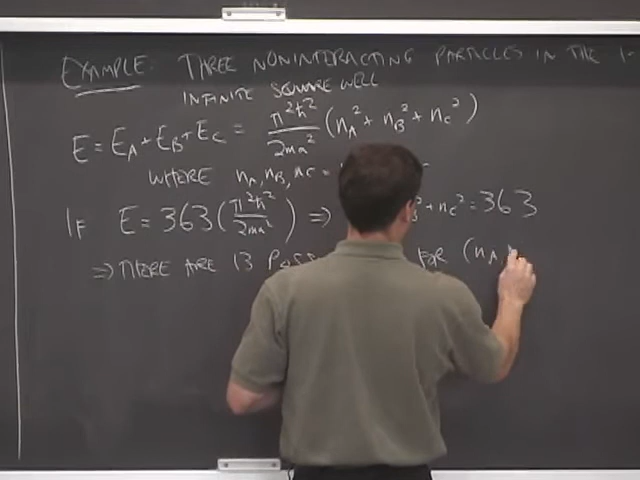 EXAMPLE: THREE NONINTERACTING PARTICLES IN THE 1-
INFINITE SQUARE WELL
E = E_A + E_B + E_C = π²ħ²/2ma² (n_A² + n_B² + n_C²)
WHERE n_A, n_B, n_C =
IF E = 363 (π²ħ²/2ma²) ⇒ _B² + n_C² = 363
⇒ THERE ARE 13 POSS FOR (n_A